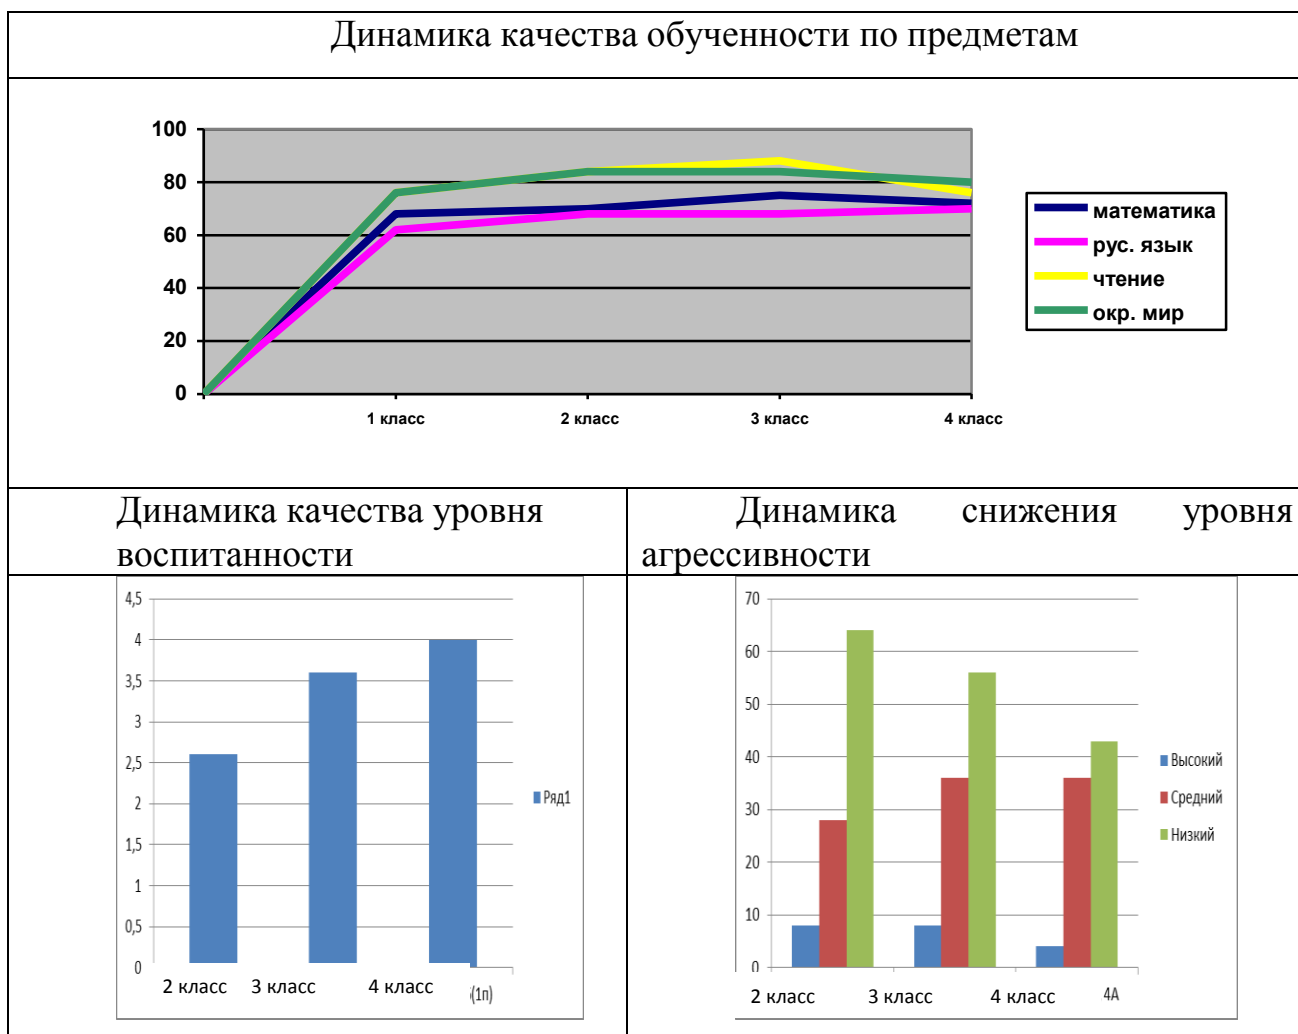 Динамика качества обученности по предметам
100
80
60
40
20
0
1 класс 2 класс 3 класс 4 класс
математика
рус. язык
чтение
окр. мир
Динамика качества уровня
воспитанности
Динамика снижения уровня
агрессивности
4,5
4
3,5
3
2,5
2
1,5
1
0,5
0
2 класс 3 класс 4 класс (1п)
Ряд1
70
60
50
40
30
20
10
0
2 класс 3 класс 4 класс 4А
Высокий
Средний
Низкий